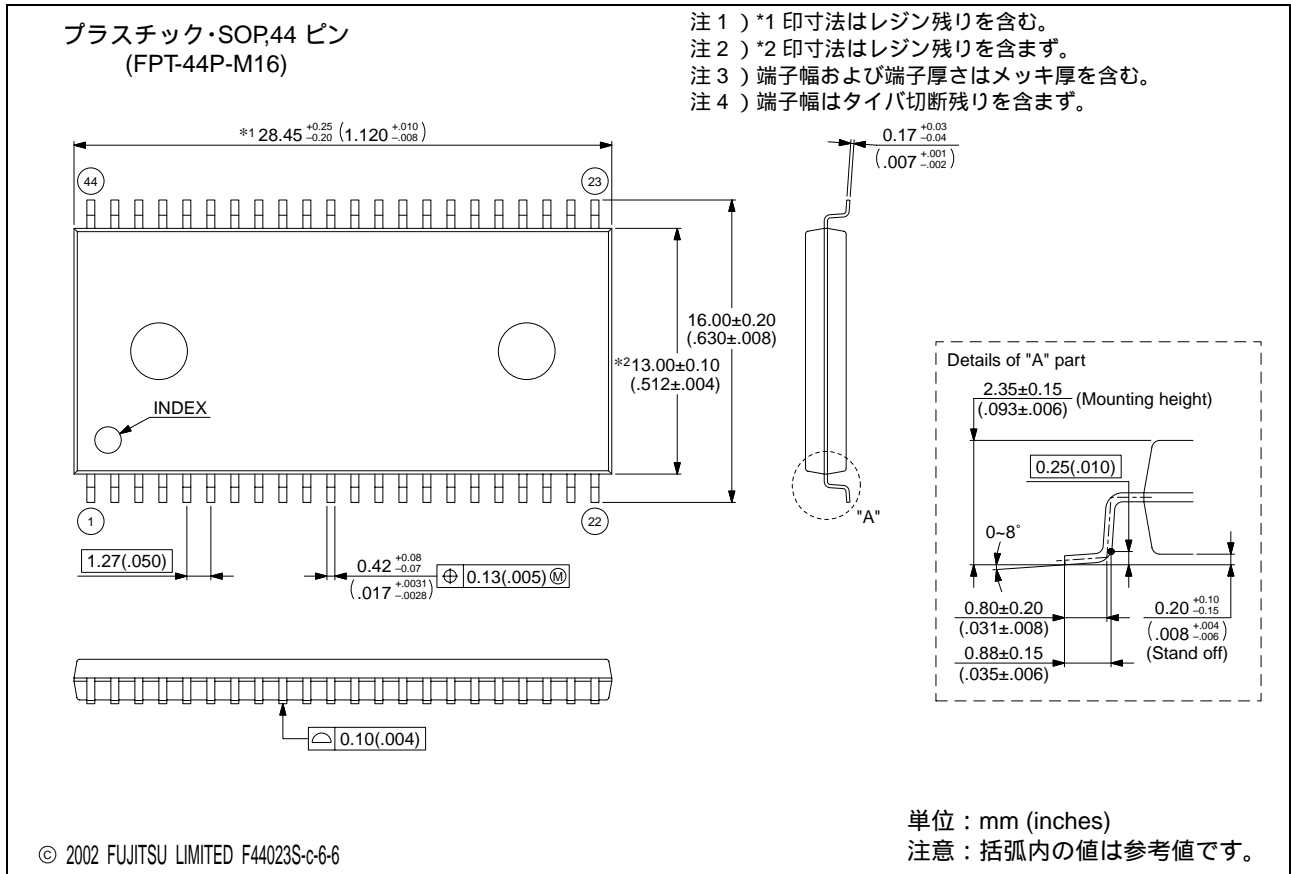 プラスチック・SOP,44 ピン
(FPT-44P-M16)
注1 ) *1 印寸法はレジン残りを含む。
注2 ) *2 印寸法はレジン残りを含まず。
注3 ) 端子幅および端子厚さはメッキ厚を含む。
注4 ) 端子幅はタイバ切断残りを含まず。
*1 28.45 +0.25 −0.20 (1.120 +.010 −.008)
0.17 +0.03 −0.04
(.007 +.001 −.002)
44
23
16.00±0.20
(.630±.008)
*2 13.00±0.10
(.512±.004)
INDEX
"A"
1
22
1.27(.050)
0.42 +0.08 −0.07
(.017 +.0031 −.0028)
⌖ 0.13(.005) Ⓜ
Details of "A" part
2.35±0.15
(.093±.006)
(Mounting height)
0.25(.010)
0~8°
0.80±0.20
(.031±.008)
0.88±0.15
(.035±.006)
0.20 +0.10 −0.15
(.008 +.004 −.006)
(Stand off)
⌓ 0.10(.004)
単位：mm (inches)
注意：括弧内の値は参考値です。
© 2002 FUJITSU LIMITED F44023S-c-6-6